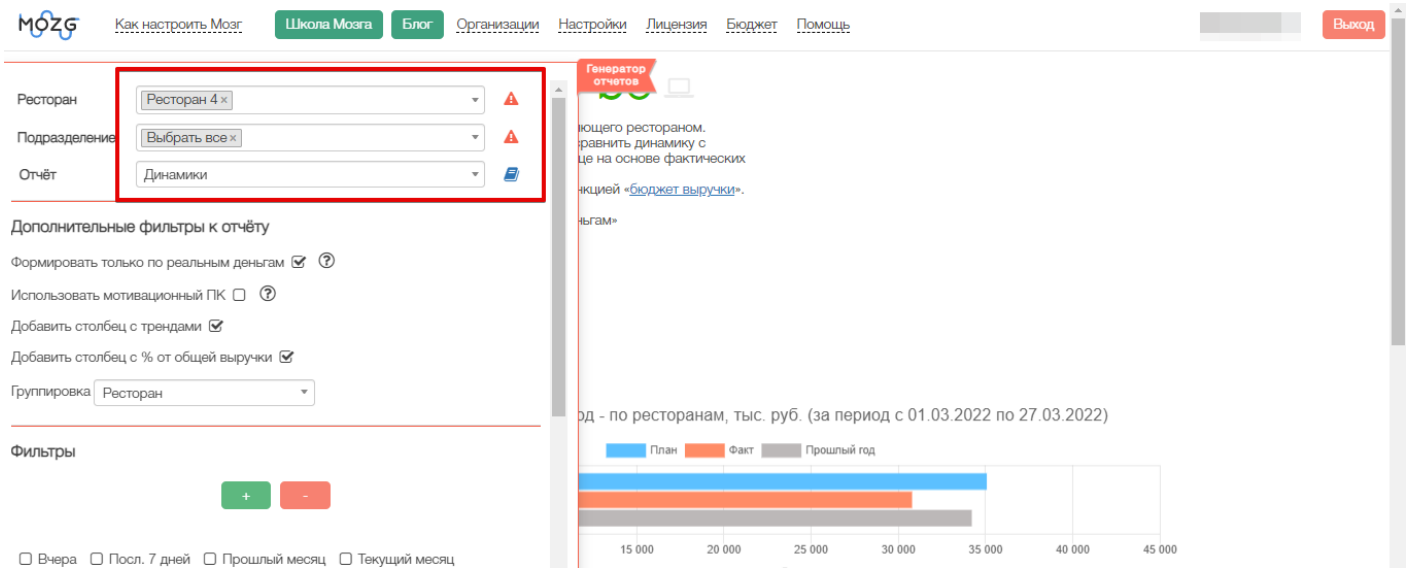 MOZG Как настроить Мозг Школа Мозга Блог Организации Настройки Лицензия Бюджет Помощь Выход
Генератор
отчетов
Ресторан Ресторан 4 ×
Подразделение Выбрать все ×
Отчёт Динамики
Дополнительные фильтры к отчёту
Формировать только по реальным деньгам ?
Использовать мотивационный ПК ?
Добавить столбец с трендами
Добавить столбец с % от общей выручки
Группировка Ресторан
Фильтры
+ -
Вчера Посл. 7 дней Прошлый месяц Текущий месяц
ющего рестораном.
сравнить динамику с
це на основе фактических
нкцией «бюджет выручки».
ньгам»
од - по ресторанам, тыс. руб. (за период с 01.03.2022 по 27.03.2022)
План Факт Прошлый год
15 000 20 000 25 000 30 000 35 000 40 000 45 000